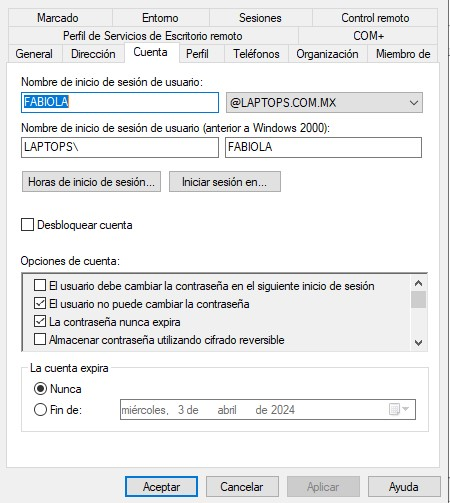 Marcado Entorno Sesiones Control remoto
Perfil de Servicios de Escritorio remoto COM+
General Dirección Cuenta Perfil Teléfonos Organización Miembro de
Nombre de inicio de sesión de usuario:
FABIOLA @LAPTOPS.COM.MX
Nombre de inicio de sesión de usuario (anterior a Windows 2000):
LAPTOPS\ FABIOLA
Horas de inicio de sesión... Iniciar sesión en...
Desbloquear cuenta
Opciones de cuenta:
El usuario debe cambiar la contraseña en el siguiente inicio de sesión
El usuario no puede cambiar la contraseña
La contraseña nunca expira
Almacenar contraseña utilizando cifrado reversible
La cuenta expira
Nunca
Fin de: miércoles, 3 de abril de 2024
Aceptar Cancelar Aplicar Ayuda